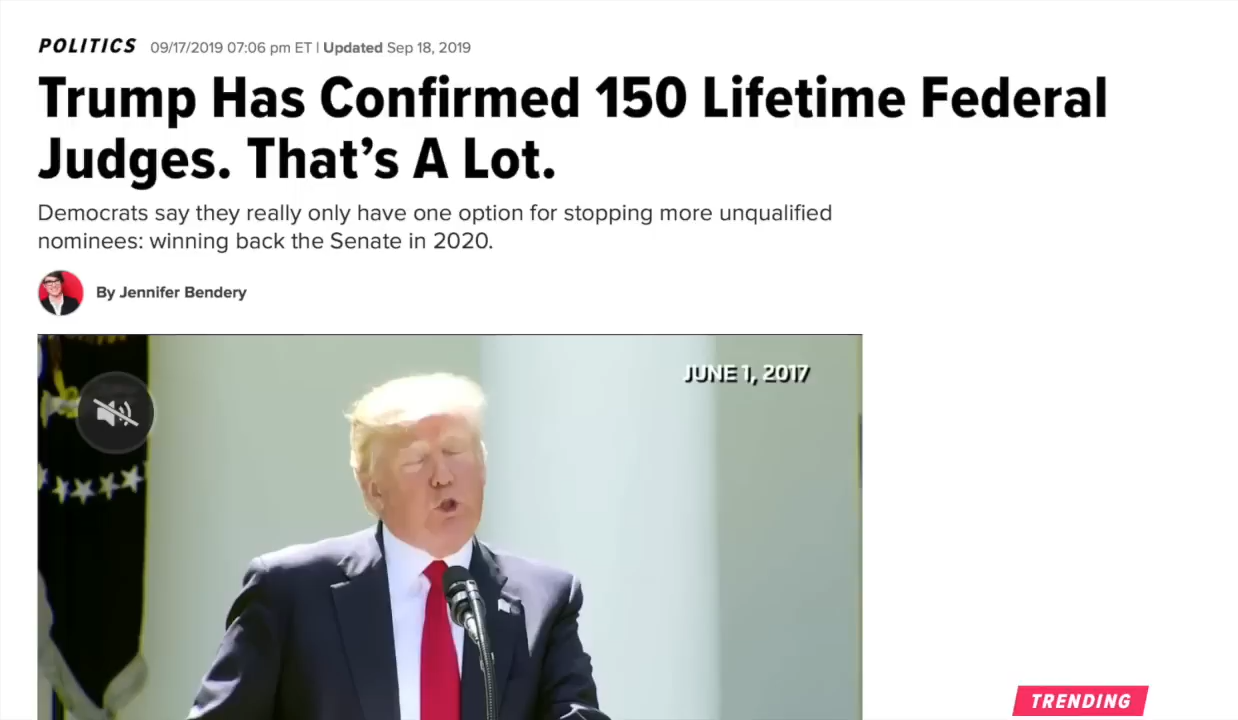 POLITICS 09/17/2019 07:06 pm ET | Updated Sep 18, 2019
Trump Has Confirmed 150 Lifetime Federal
Judges. That’s A Lot.
Democrats say they really only have one option for stopping more unqualified
nominees: winning back the Senate in 2020.
By Jennifer Bendery
JUNE 1, 2017
TRENDING